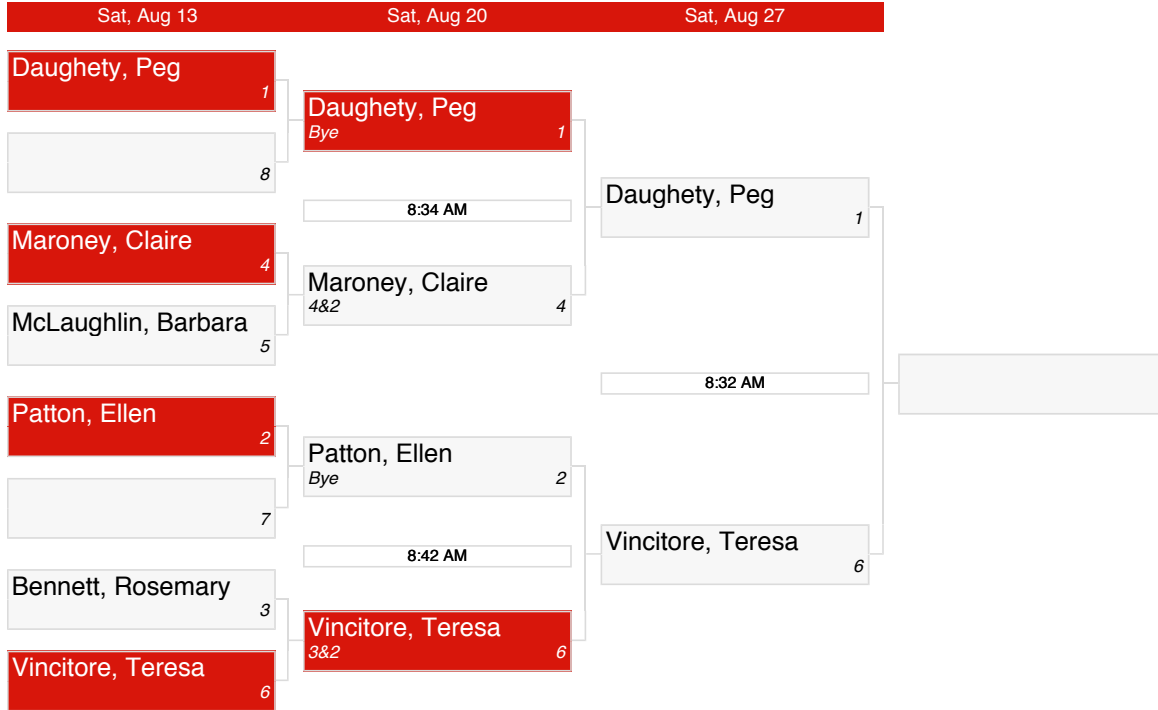 Sat, Aug 13
Daughety, Peg
1
8
Maroney, Claire
4
McLaughlin, Barbara
5
Patton, Ellen
2
7
Bennett, Rosemary
3
Vincitore, Teresa
6
Sat, Aug 20
Daughety, Peg
Bye 1
8:34 AM
Maroney, Claire
4&2 4
Patton, Ellen
Bye 2
8:42 AM
Vincitore, Teresa
3&2 6
Sat, Aug 27
Daughety, Peg
1
8:32 AM
Vincitore, Teresa
6